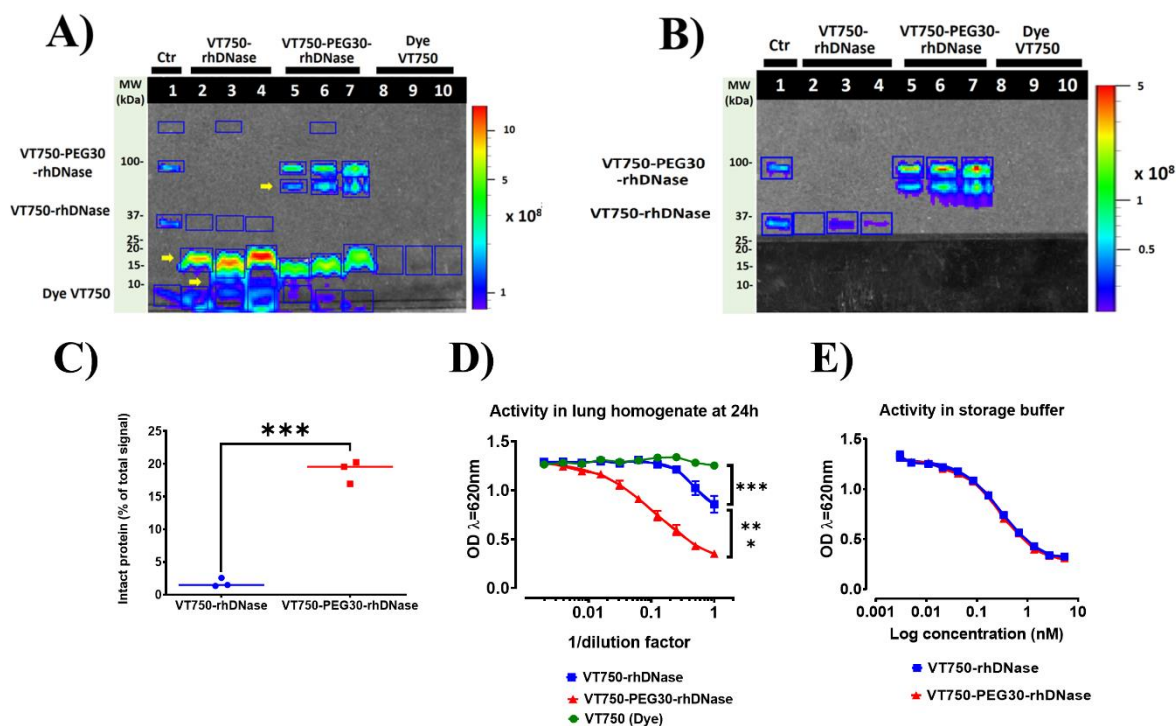 A)
Ctr
VT750-
rhDNase
VT750-PEG30-
rhDNase
Dye
VT750
MW
(kDa)
1 2 3 4 5 6 7 8 9 10
VT750-PEG30
-rhDNase
VT750-rhDNase
Dye VT750
100-
37-
25-
20-
15-
10-
10
5
x 10⁸
1
B)
Ctr
VT750-
rhDNase
VT750-PEG30-
rhDNase
Dye
VT750
MW
(kDa)
1 2 3 4 5 6 7 8 9 10
VT750-PEG30
-rhDNase
VT750-rhDNase
100-
37-
25-
20-
15-
10-
5
x 10⁸
1
0.5
C)
Intact protein (% of total signal)
25
20
15
10
5
0
***
VT750-rhDNase VT750-PEG30-rhDNase
D)
Activity in lung homogenate at 24h
OD λ=620nm
1.5
1.0
0.5
0.0
***
**
*
0.01 0.1 1
1/dilution factor
VT750-rhDNase
VT750-PEG30-rhDNase
VT750 (Dye)
E)
Activity in storage buffer
OD λ=620nm
1.5
1.0
0.5
0.0
0.001 0.01 0.1 1 10
Log concentration (nM)
VT750-rhDNase
VT750-PEG30-rhDNase